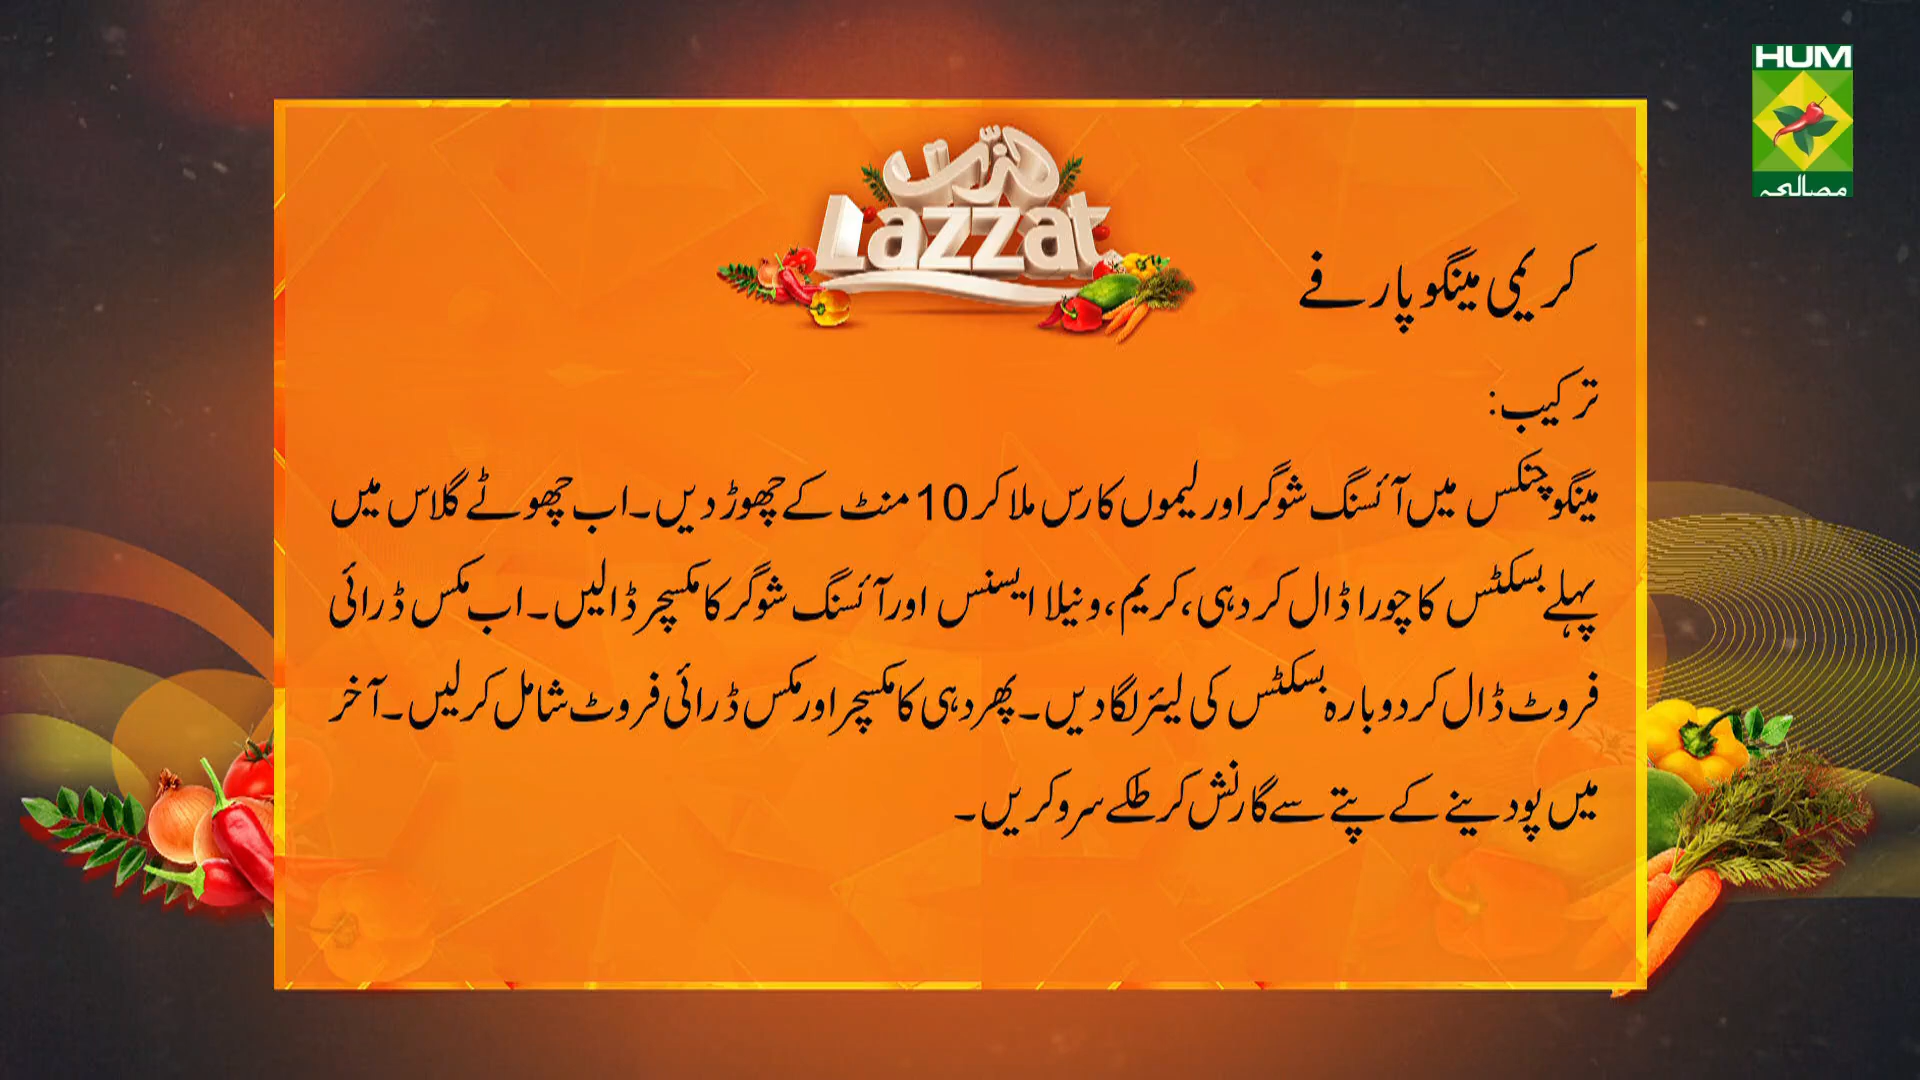 HUM
مصالحہ
لذّت
Lazzat
کریمی مینگو پارفے
ترکیب:
مینگو چنکس میں آئسنگ شوگر اور لیموں کا رس ملا کر 10 منٹ کے چھوڑ دیں۔ اب چھوٹے گلاس میں
پہلے بسکٹس کا چورا ڈال کر دہی، کریم، ونیلا ایسنس اور آئسنگ شوگر کا مکسچر ڈالیں۔ اب مکس ڈرائی
فروٹ ڈال کر دوبارہ بسکٹس کی لیئر لگا دیں۔ پھر دہی کا مکسچر اور مکس ڈرائی فروٹ شامل کر لیں۔ آخر
میں پودینے کے پتے سے گارنش کر طکے سرو کریں۔